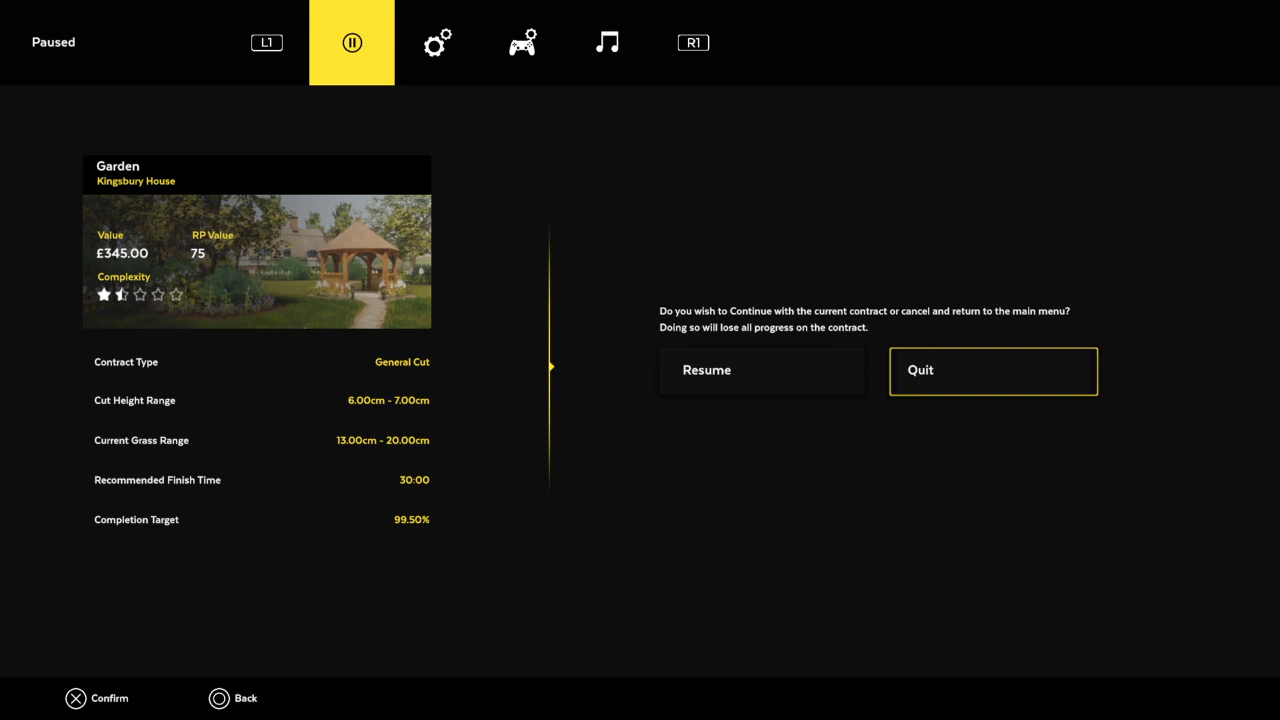 Paused
L1
R1
Garden
Kingsbury House
Value
RP Value
£345.00
75
Complexity
Contract Type
General Cut
Cut Height Range
6.00cm - 7.00cm
Current Grass Range
13.00cm - 20.00cm
Recommended Finish Time
30:00
Completion Target
99.50%
Do you wish to Continue with the current contract or cancel and return to the main menu?
Doing so will lose all progress on the contract.
Resume
Quit
Confirm
Back